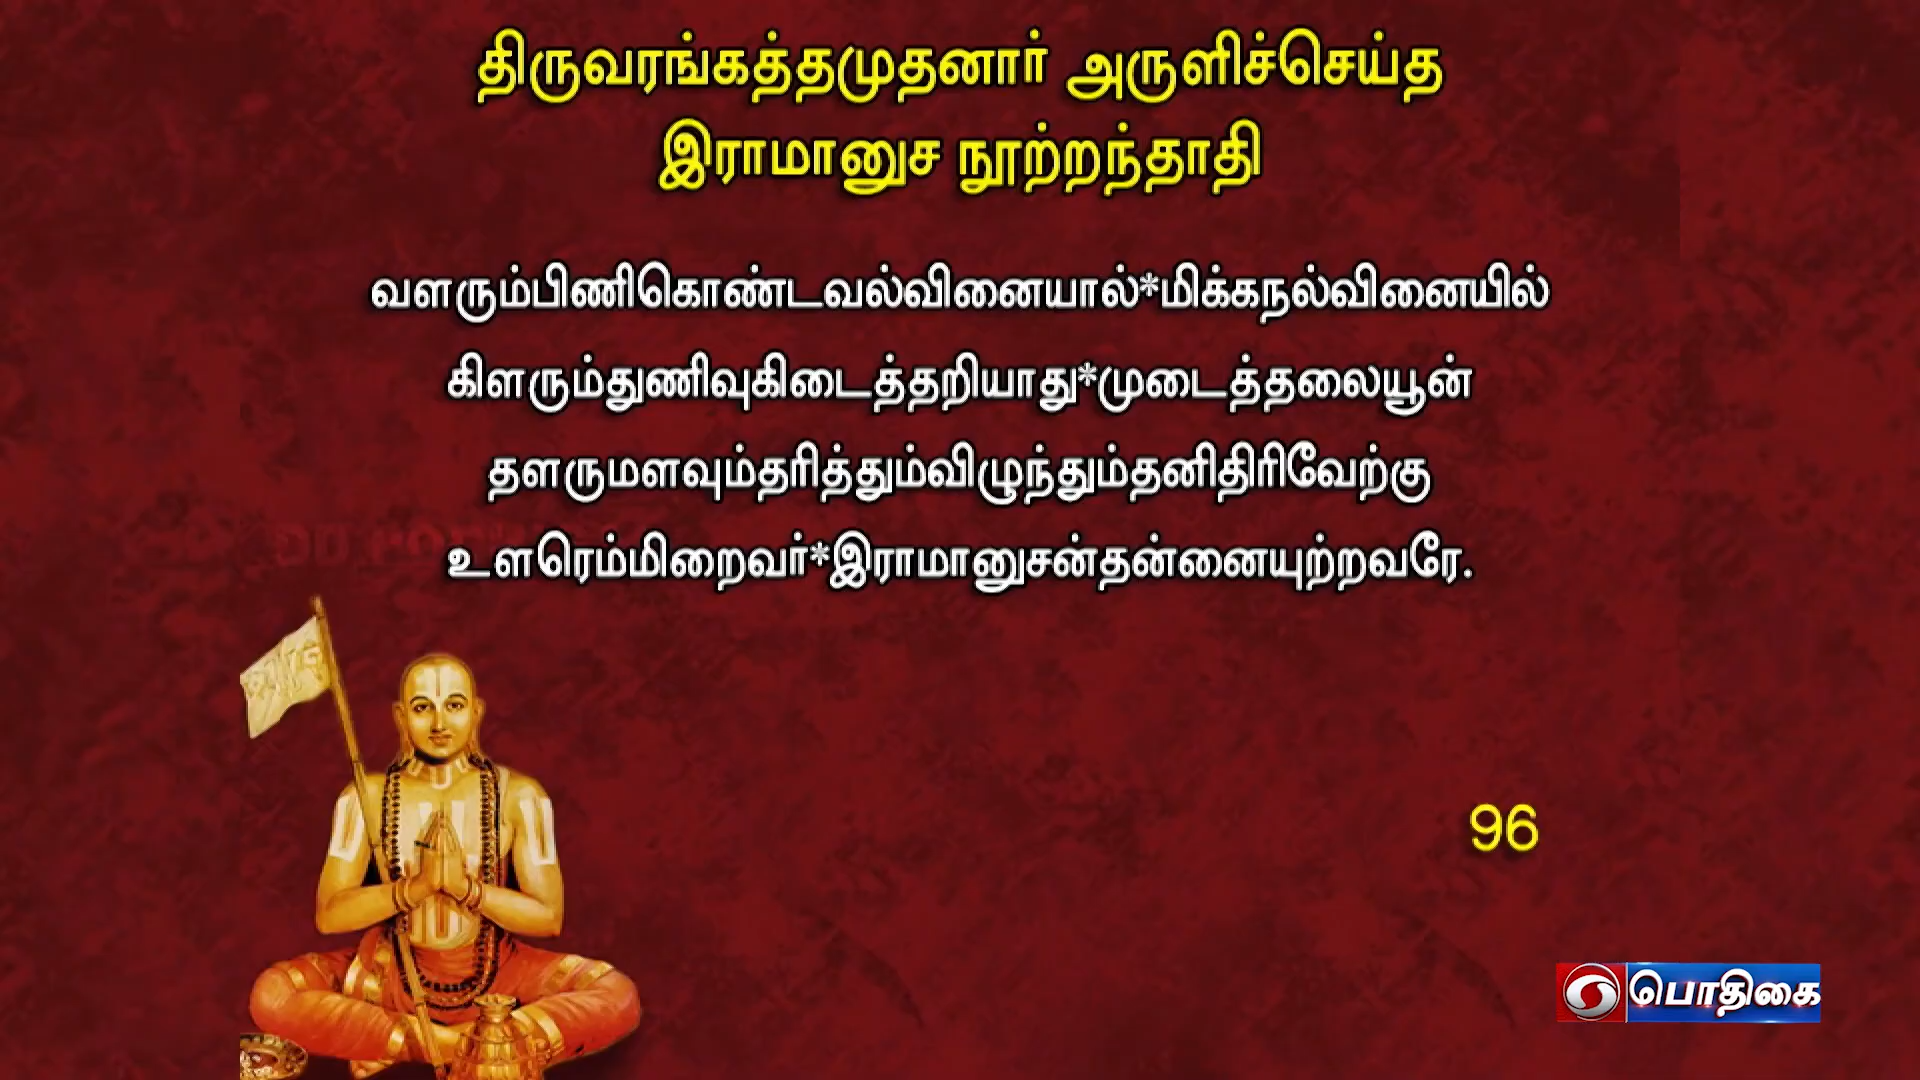 திருவரங்கத்தமுதனார் அருளிச்செய்த
இராமானுச நூற்றந்தாதி
வளரும்பிணிகொண்டவல்வினையால்*மிக்கநல்வினையில்
கிளரும்துணிவுகிடைத்தறியாது*முடைத்தலையூன்
தளருமளவும்தரித்தும்விழுந்தும்தனிதிரிவேற்கு
உளரெம்மிறைவர்*இராமானுசன்தன்னையுற்றவரே.
96
பொதிகை